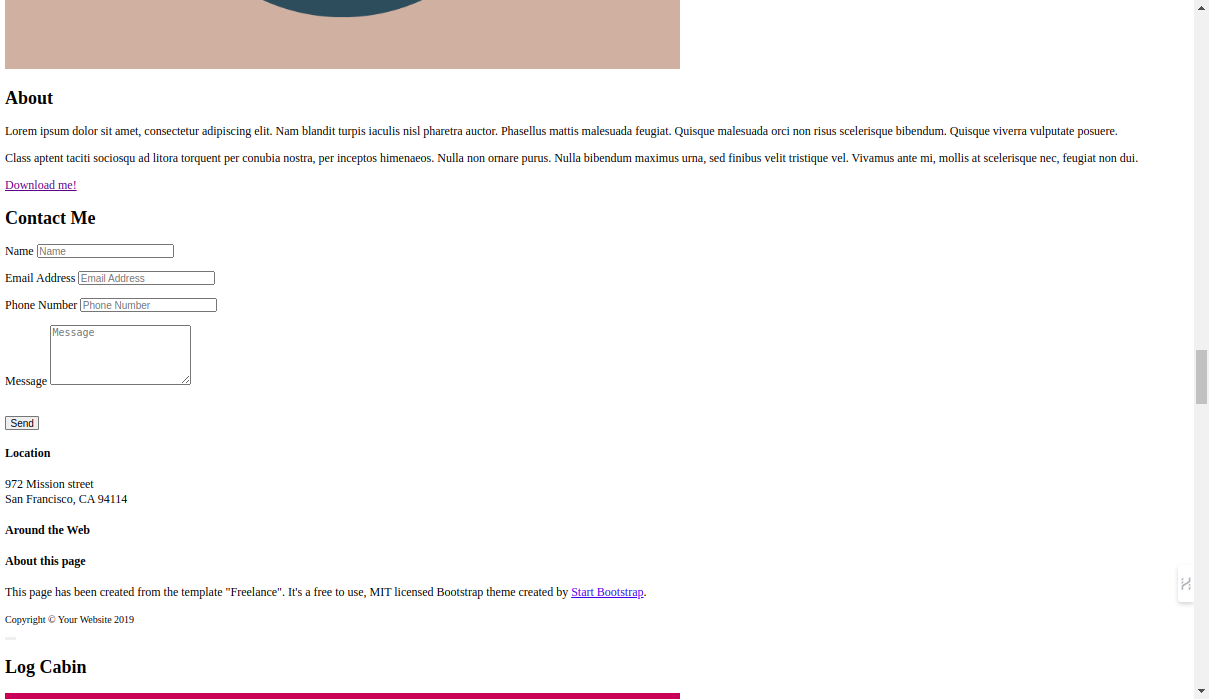 About
Lorem ipsum dolor sit amet, consectetur adipiscing elit. Nam blandit turpis iaculis nisl pharetra auctor. Phasellus mattis malesuada feugiat. Quisque malesuada orci non risus scelerisque bibendum. Quisque viverra vulputate posuere.
Class aptent taciti sociosqu ad litora torquent per conubia nostra, per inceptos himenaeos. Nulla non ornare purus. Nulla bibendum maximus urna, sed finibus velit tristique vel. Vivamus ante mi, mollis at scelerisque nec, feugiat non dui.
Download me!
Contact Me
Name Name
Email Address Email Address
Phone Number Phone Number
Message
Message
Send
Location
972 Mission street
San Francisco, CA 94114
Around the Web
About this page
This page has been created from the template "Freelance". It's a free to use, MIT licensed Bootstrap theme created by Start Bootstrap.
Copyright © Your Website 2019
Log Cabin